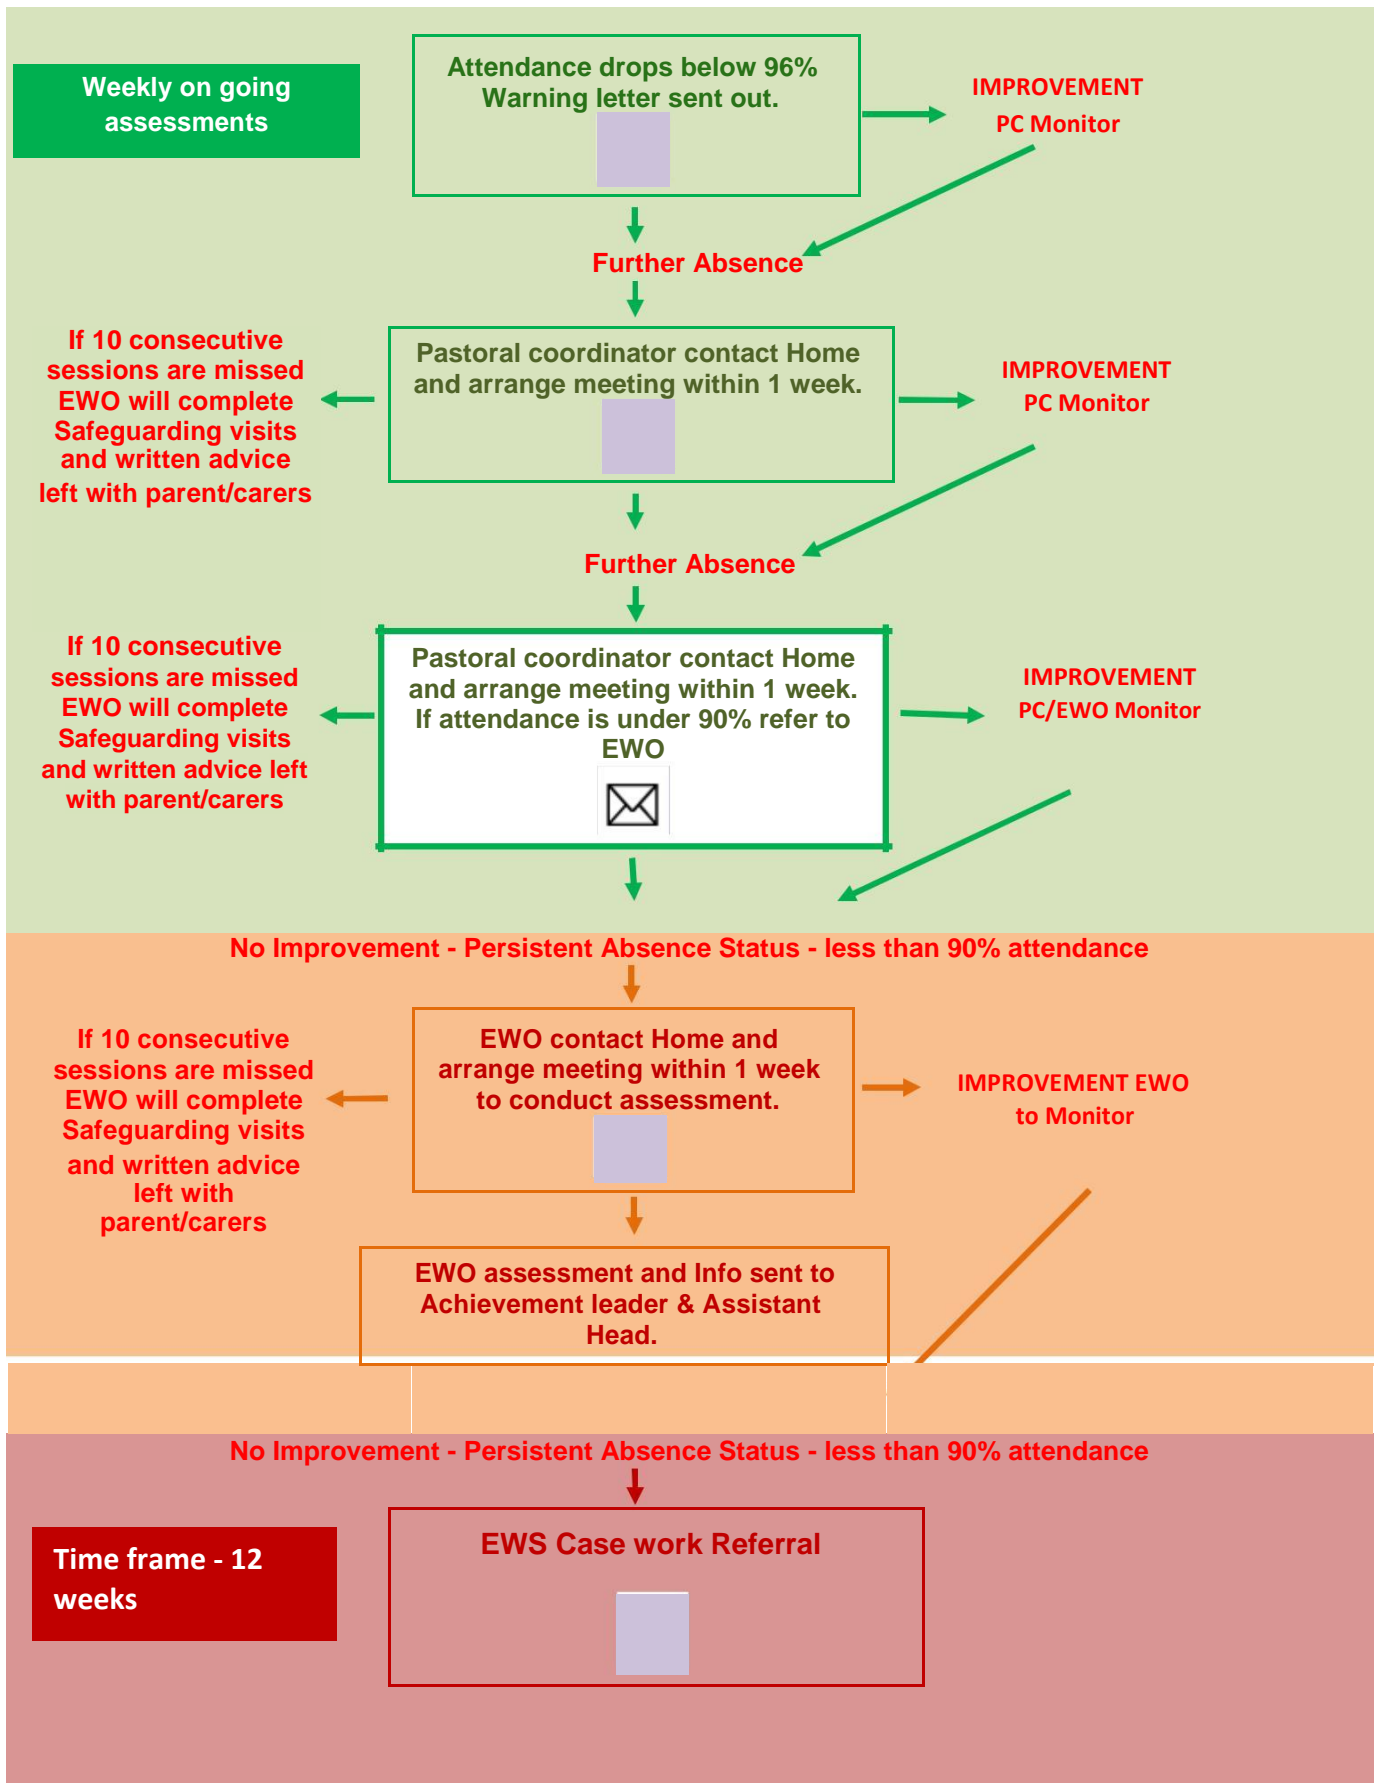 Weekly on going
assessments
Attendance drops below 96%
Warning letter sent out.
IMPROVEMENT
PC Monitor
Further Absence
If 10 consecutive
sessions are missed
EWO will complete
Safeguarding visits
and written advice
left with parent/carers
Pastoral coordinator contact Home
and arrange meeting within 1 week.
IMPROVEMENT
PC Monitor
Further Absence
If 10 consecutive
sessions are missed
EWO will complete
Safeguarding visits
and written advice left
with parent/carers
Pastoral coordinator contact Home
and arrange meeting within 1 week.
If attendance is under 90% refer to
EWO
IMPROVEMENT
PC/EWO Monitor
No Improvement - Persistent Absence Status - less than 90% attendance
If 10 consecutive
sessions are missed
EWO will complete
Safeguarding visits
and written advice
left with
parent/carers
EWO contact Home and
arrange meeting within 1 week
to conduct assessment.
IMPROVEMENT EWO
to Monitor
EWO assessment and Info sent to
Achievement leader & Assistant
Head.
No Improvement - Persistent Absence Status - less than 90% attendance
Time frame - 12
weeks
EWS Case work Referral